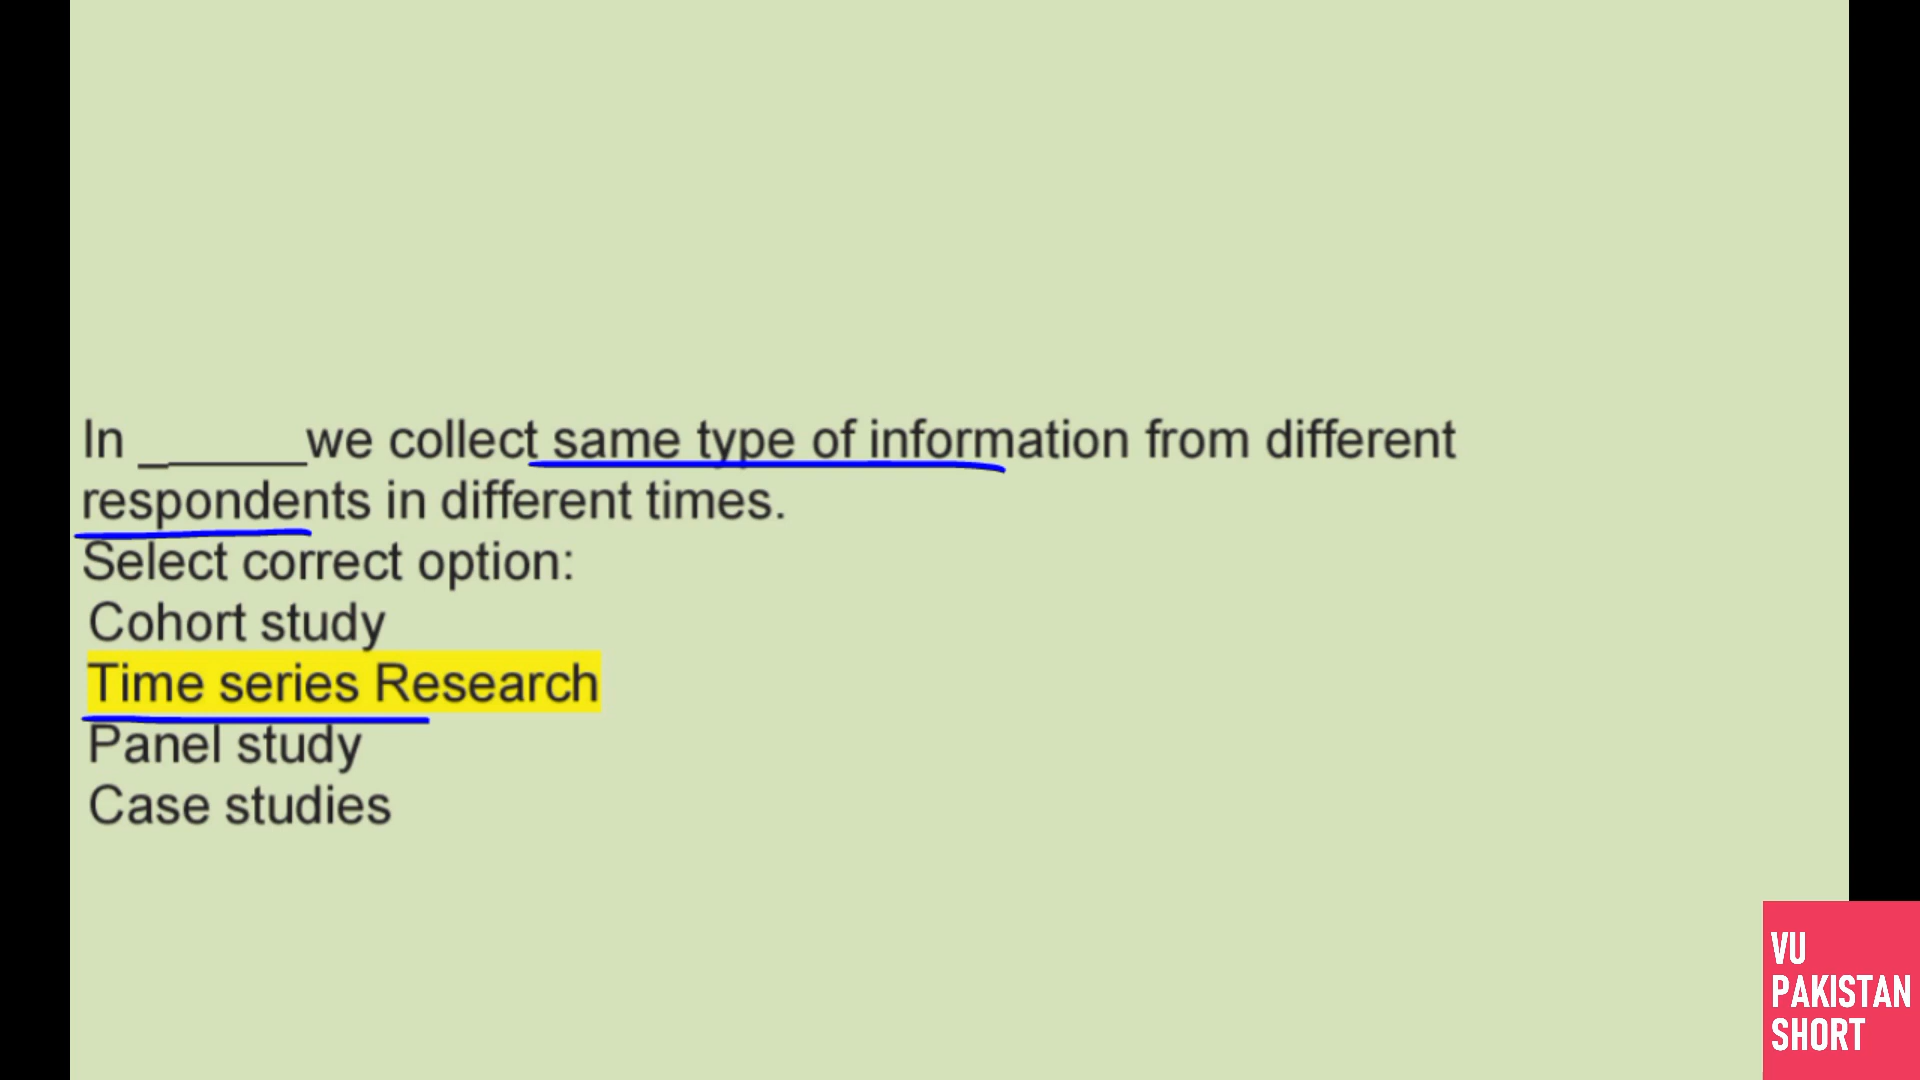 In ______we collect same type of information from different
respondents in different times.
Select correct option:
Cohort study
Time series Research
Panel study
Case studies
VU
PAKISTAN
SHORT